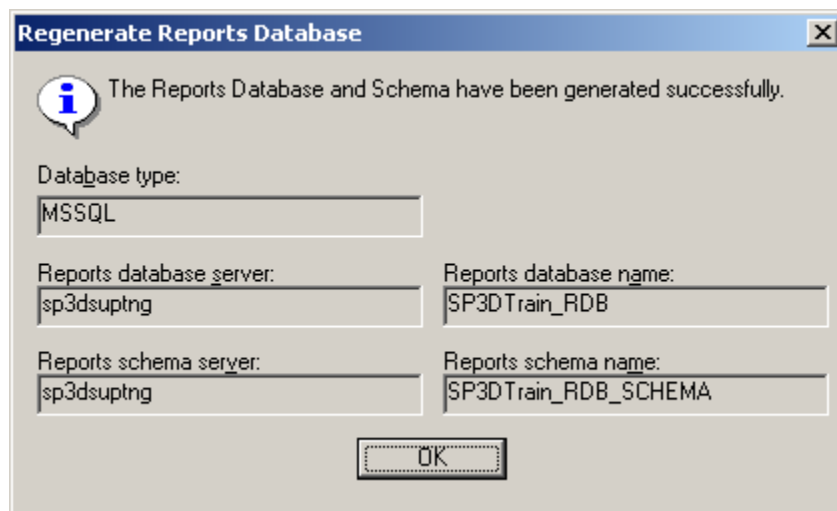 Regenerate Reports Database
The Reports Database and Schema have been generated successfully.
Database type:
MSSQL
Reports database server:
Reports database name:
sp3dsuptng
SP3DTrain_RDB
Reports schema server:
Reports schema name:
sp3dsuptng
SP3DTrain_RDB_SCHEMA
OK